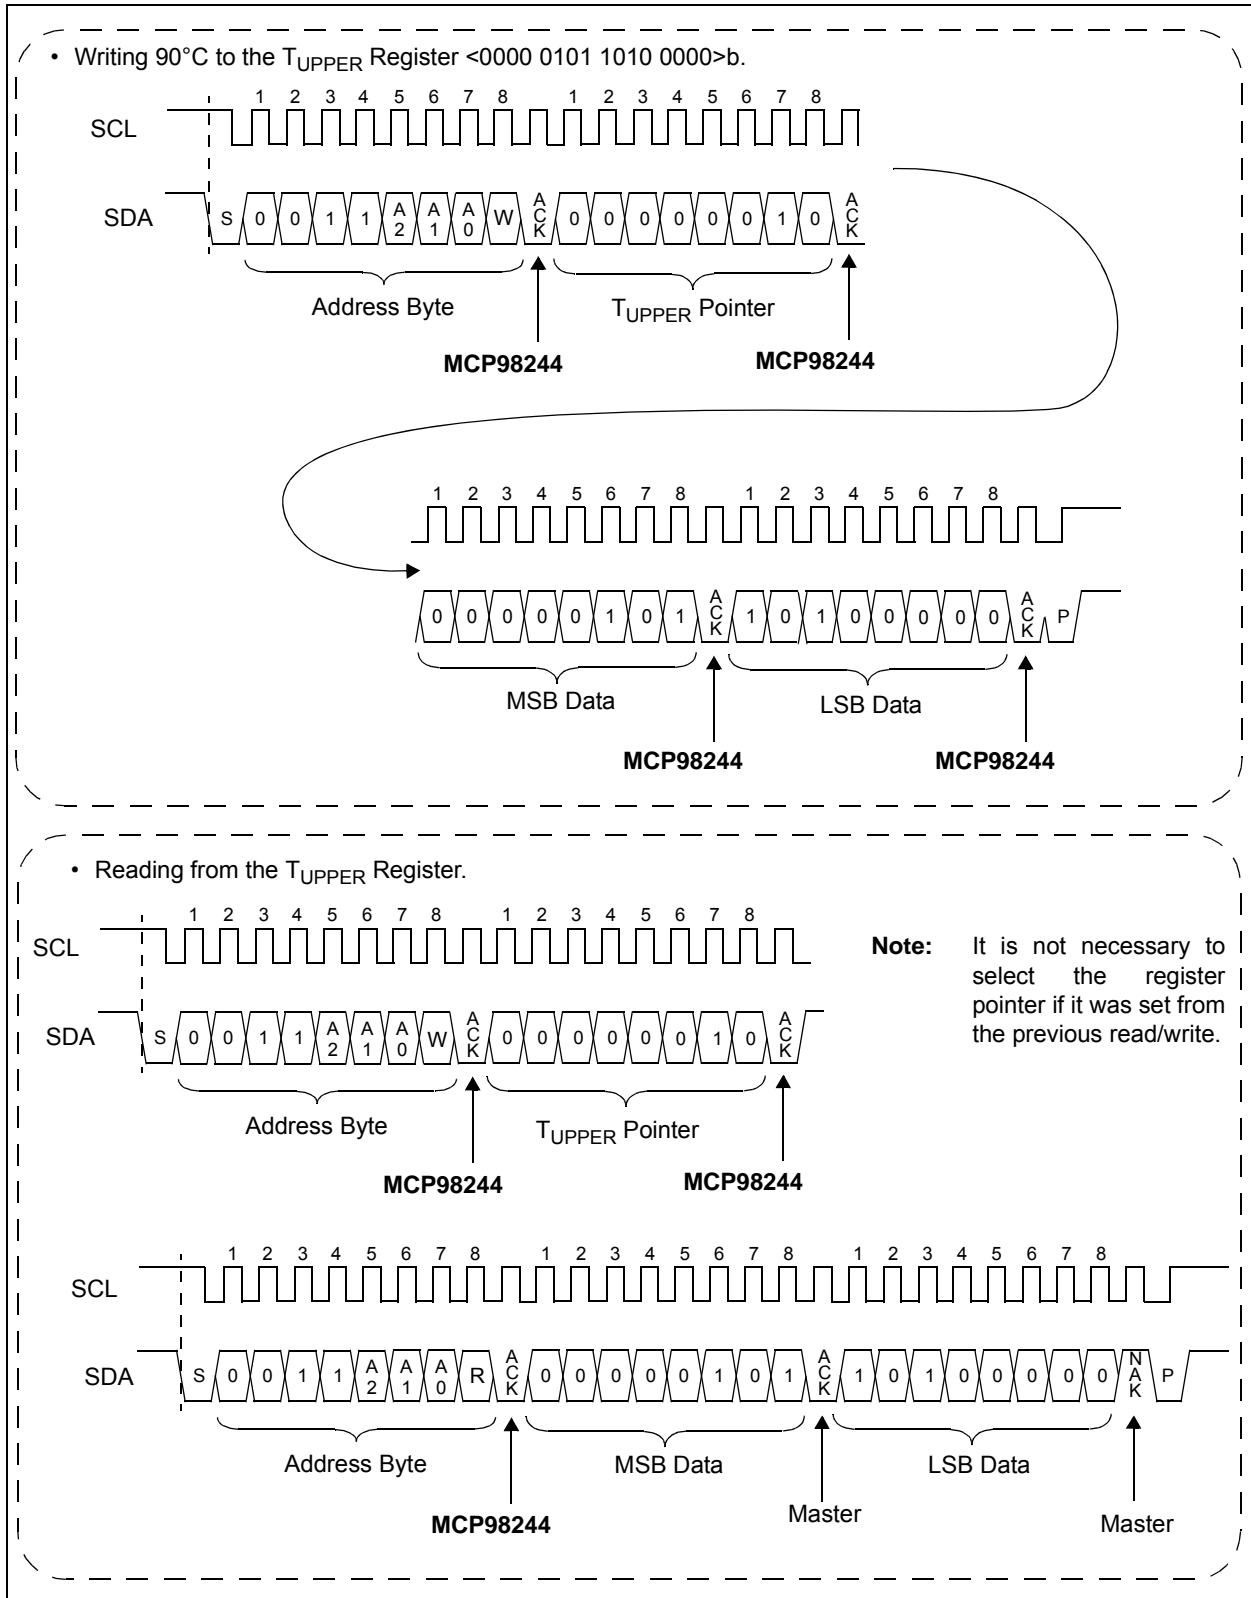 • Writing 90°C to the TUPPER Register <0000 0101 1010 0000>b.
1 2 3 4 5 6 7 8 1 2 3 4 5 6 7 8
SCL
SDA S 0 0 1 1 A2 A1 A0 W ACK 0 0 0 0 0 0 1 0 ACK
Address Byte TUPPER Pointer
MCP98244 MCP98244
1 2 3 4 5 6 7 8 1 2 3 4 5 6 7 8
0 0 0 0 0 1 0 1 ACK 1 0 1 0 0 0 0 0 ACK P
MSB Data LSB Data
MCP98244 MCP98244
• Reading from the TUPPER Register.
1 2 3 4 5 6 7 8 1 2 3 4 5 6 7 8
SCL
SDA S 0 0 1 1 A2 A1 A0 W ACK 0 0 0 0 0 0 1 0 ACK
Address Byte TUPPER Pointer
MCP98244 MCP98244
Note: It is not necessary to
select the register
pointer if it was set from
the previous read/write.
1 2 3 4 5 6 7 8 1 2 3 4 5 6 7 8 1 2 3 4 5 6 7 8
SCL
SDA S 0 0 1 1 A2 A1 A0 R ACK 0 0 0 0 0 1 0 1 ACK 1 0 1 0 0 0 0 0 NAK P
Address Byte MSB Data LSB Data
MCP98244 Master Master